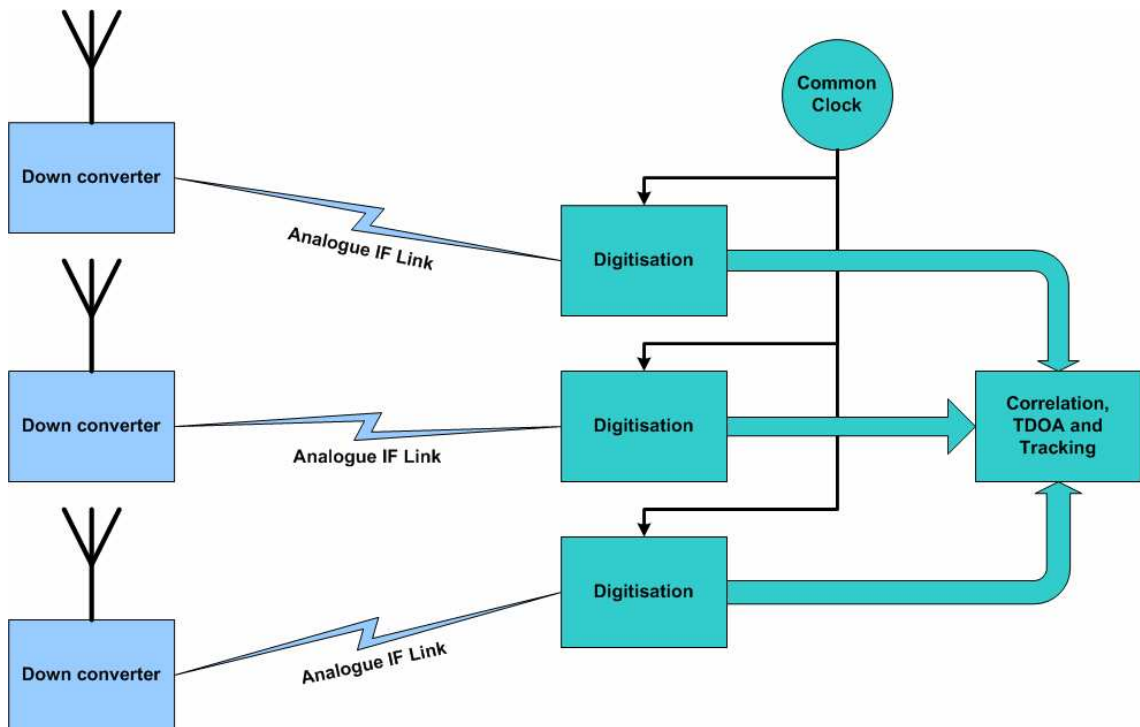 Common
Clock
Down converter
Analogue IF Link
Digitisation
Down converter
Analogue IF Link
Digitisation
Correlation,
TDOA and
Tracking
Down converter
Analogue IF Link
Digitisation